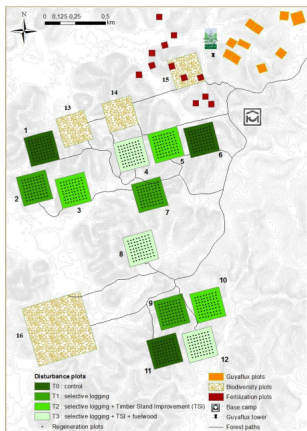 N
0 0,125 0,25 0,5
km
15
14
13
1
4
5
6
2
3
7
8
10
9
16
11
12
Disturbance plots
T0 : control
T1 : selective logging
T2 : selective logging + Timber Stand Improvement (TSI)
T3 : selective logging + TSI + fuelwood
Regeneration plots
Guyaflux plots
Biodiversity plots
Fertilization plots
Base camp
Guyaflux tower
Forest paths